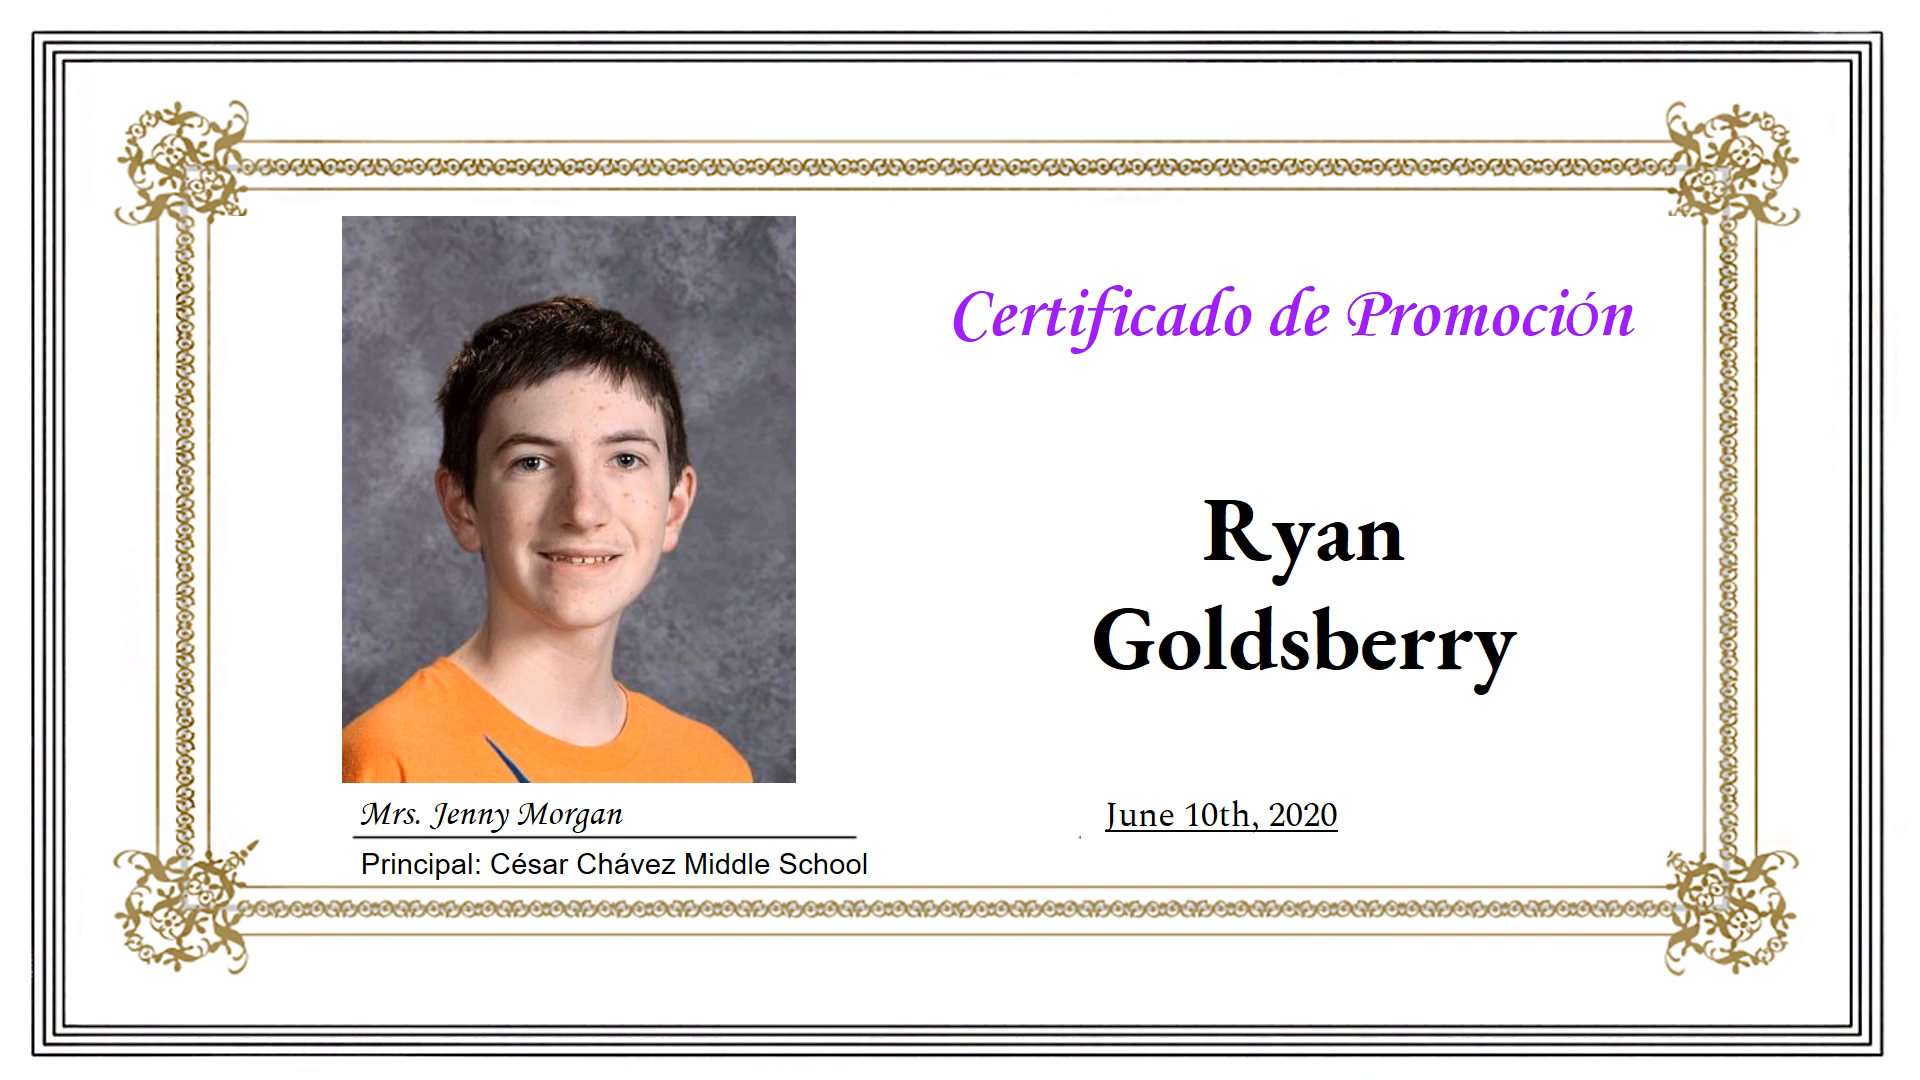 Certificado de Promoción
Ryan
Goldsberry
Mrs. Jenny Morgan
June 10th, 2020
Principal: César Chávez Middle School